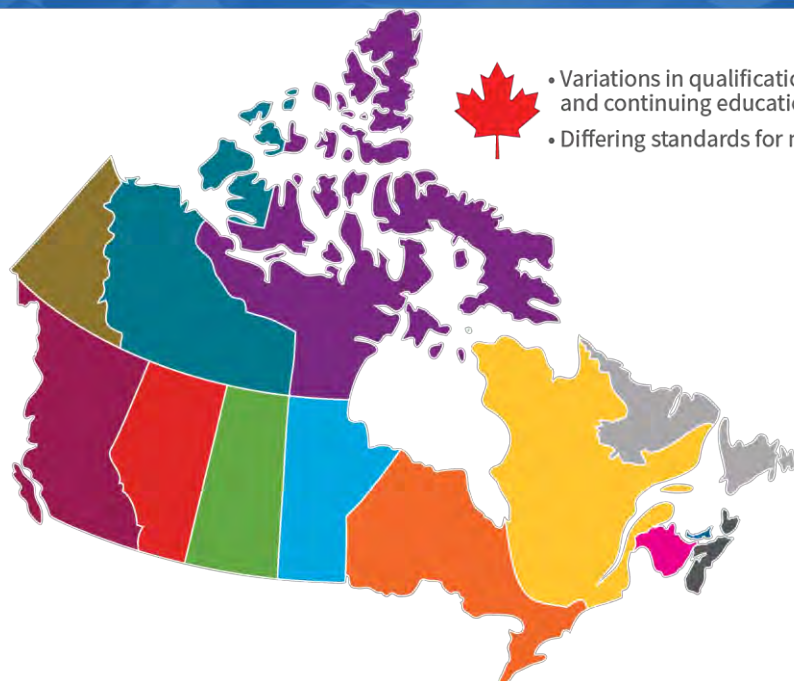 • Variations in
and continuing
• Differing standards for